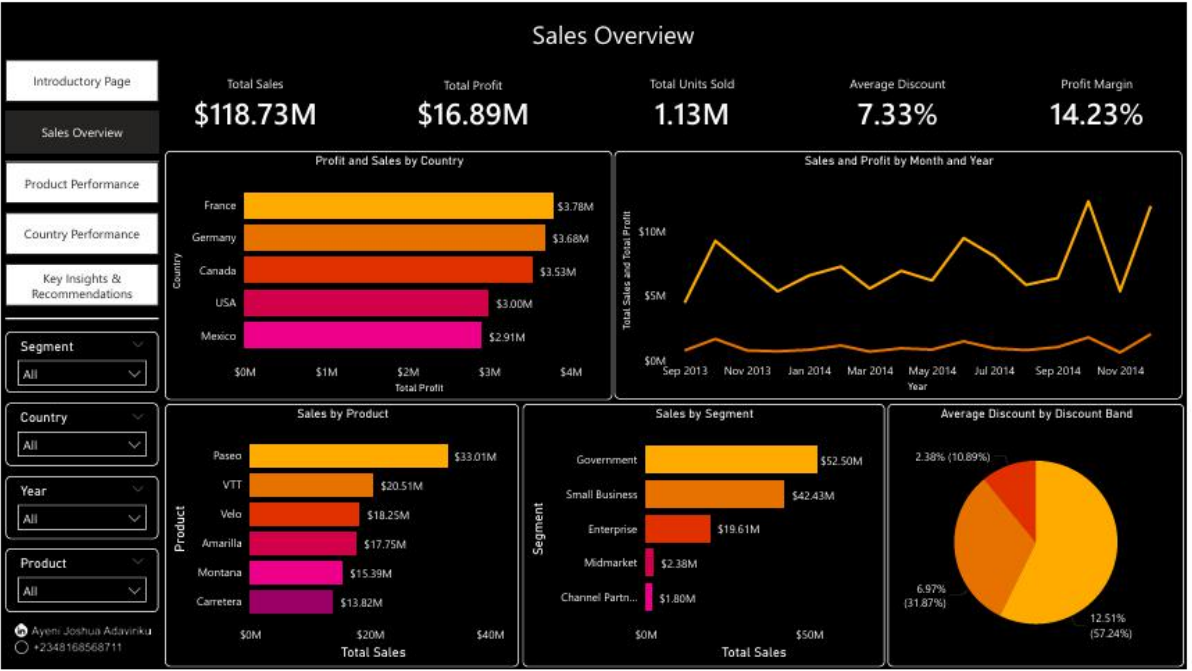 Sales Overview
Introductory Page
Sales Overview
Product Performance
Country Performance
Key Insights &
Recommendations
Segment
All
Country
All
Year
All
Product
All
in Ayeni Joshua Adavinku
+2348168568711
Total Sales
$118.73M
Total Profit
$16.89M
Total Units Sold
1.13M
Average Discount
7.33%
Profit Margin
14.23%
Profit and Sales by Country
Country
France $3.78M
Germany $3.68M
Canada $3.53M
USA $3.00M
Mexico $2.91M
$0M $1M $2M $3M $4M
Total Profit
Sales and Profit by Month and Year
Total Sales and Total Profit
$10M
$5M
$0M
Sep 2013 Nov 2013 Jan 2014 Mar 2014 May 2014 Jul 2014 Sep 2014 Nov 2014
Year
Sales by Product
Product
Paseo $33.01M
VTT $20.51M
Velo $18.25M
Amarilla $17.75M
Montana $15.39M
Carretera $13.82M
$0M $20M $40M
Total Sales
Sales by Segment
Segment
Government $52.50M
Small Business $42.43M
Enterprise $19.61M
Midmarket $2.38M
Channel Partn... $1.80M
$0M $50M
Total Sales
Average Discount by Discount Band
2.38% (10.89%)
6.97%
(31.87%)
12.51%
(57.24%)